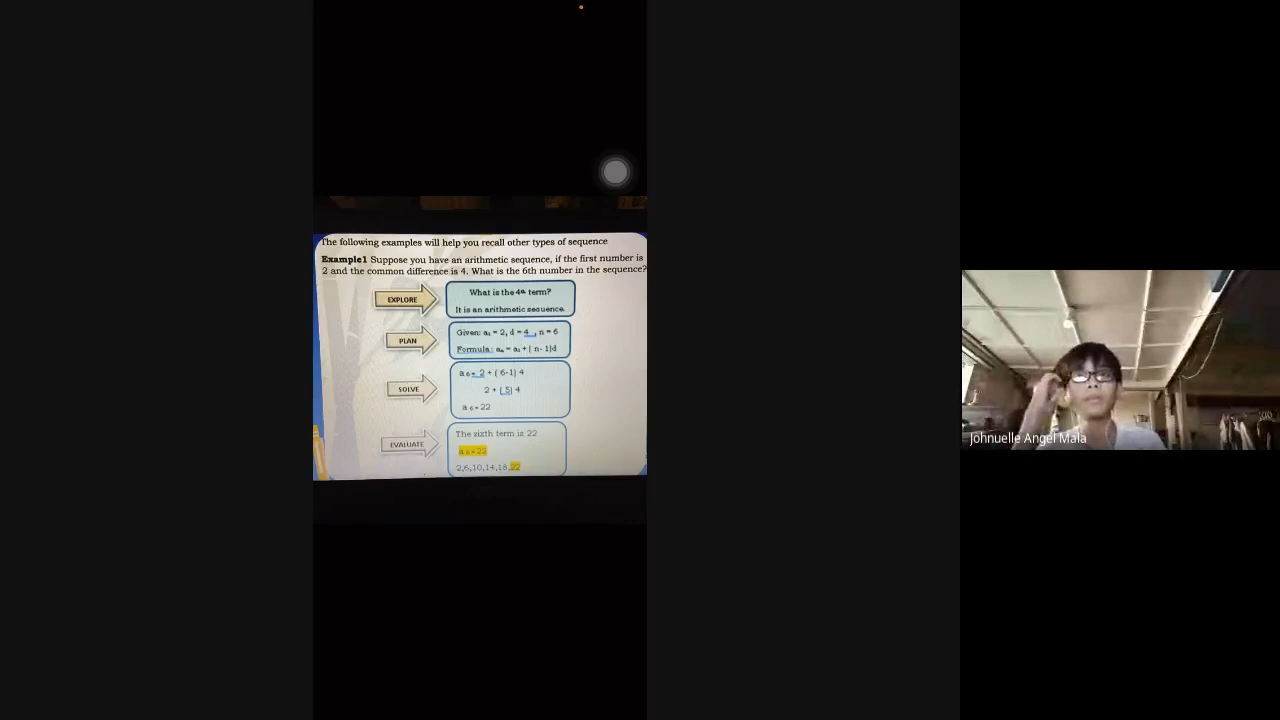 The following examples will help you recall other types of sequence
Example1 Suppose you have an arithmetic sequence, if the first number is
2 and the common difference is 4. What is the 6th number in the sequence?
EXPLORE
What is the 4th term?
It is an arithmetic sequence.
PLAN
Given: a₁ = 2, d = 4 , n = 6
Formula: aₙ = a₁ + ( n- 1)d
SOLVE
a 6 = 2 + ( 6-1) 4
2 + ( 5) 4
a 6 = 22
EVALUATE
The sixth term is 22
a 6 = 22
2,6,10,14,18,22
Johnuelle Angel Mala